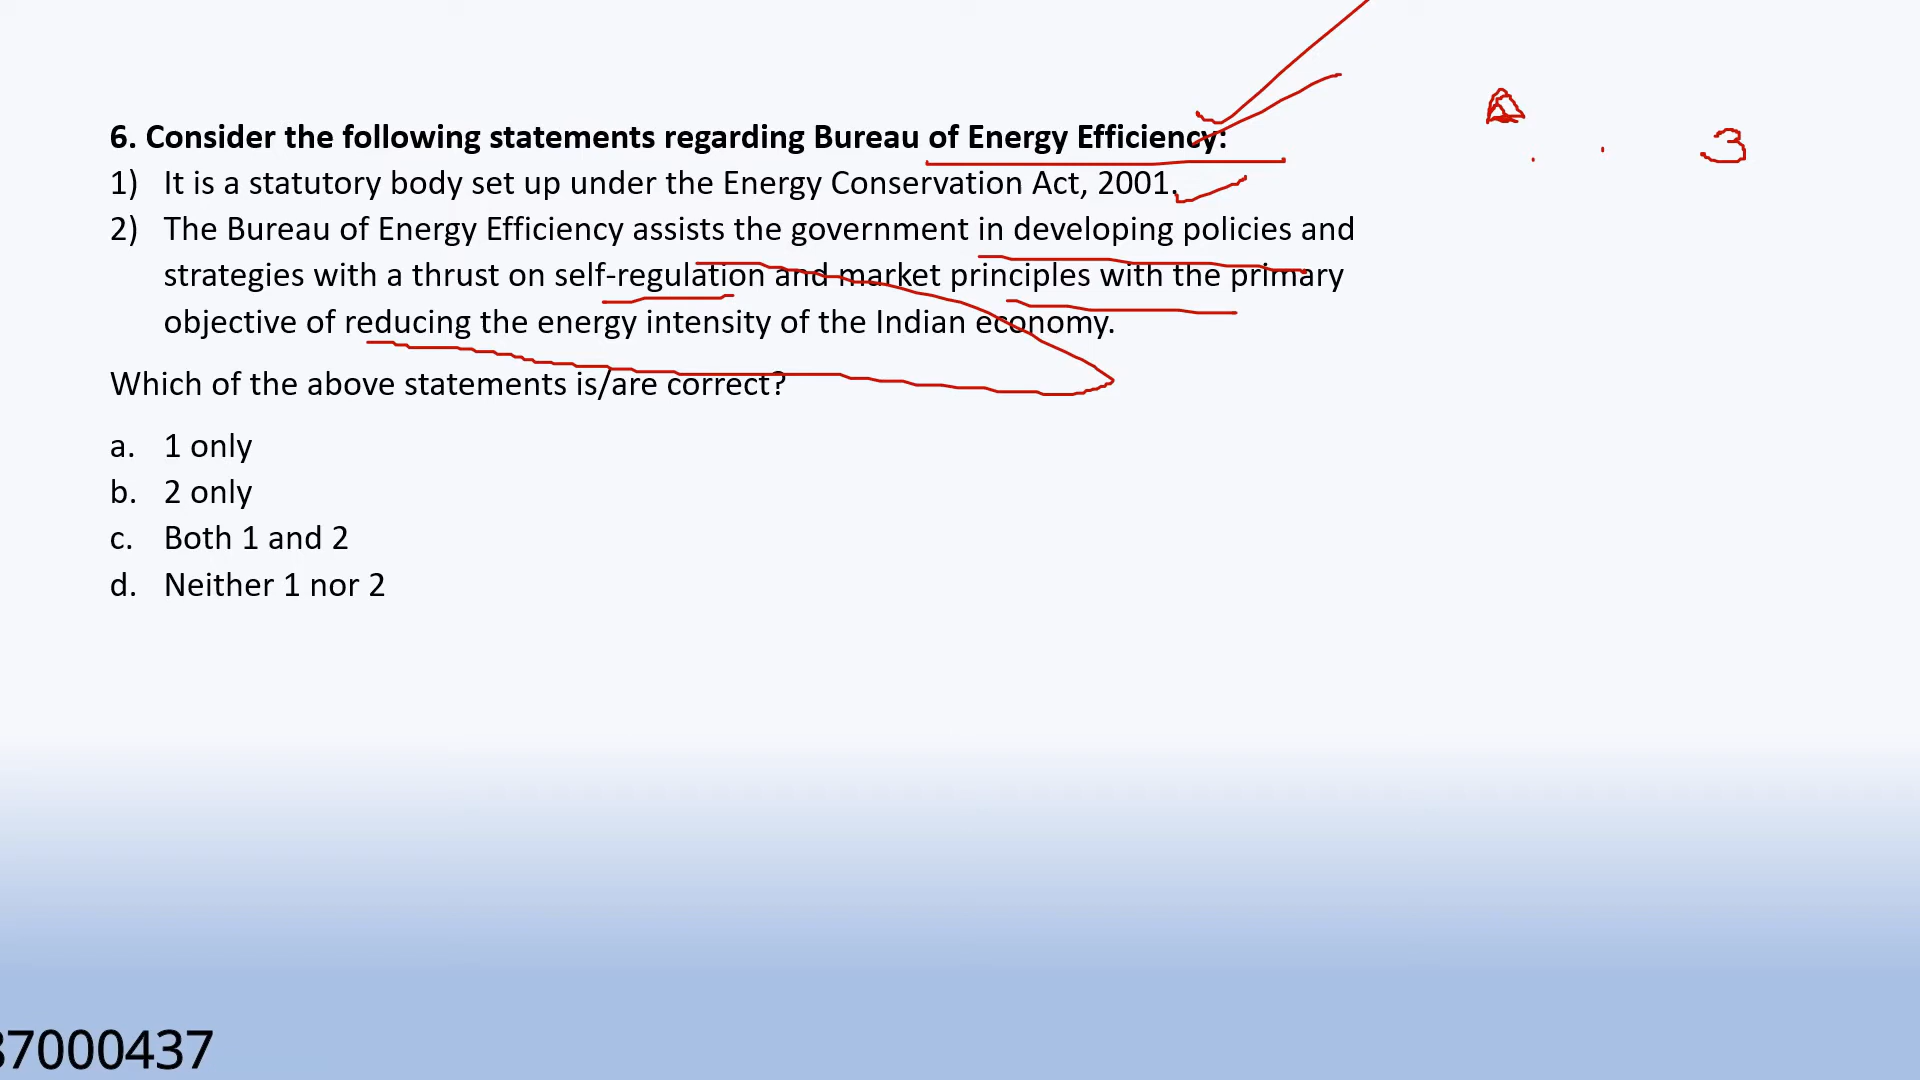 6. Consider the following statements regarding Bureau of Energy Efficiency:
1) It is a statutory body set up under the Energy Conservation Act, 2001.
2) The Bureau of Energy Efficiency assists the government in developing policies and
strategies with a thrust on self-regulation and market principles with the primary
objective of reducing the energy intensity of the Indian economy.
Which of the above statements is/are correct?
a. 1 only
b. 2 only
c. Both 1 and 2
d. Neither 1 nor 2
3
87000437